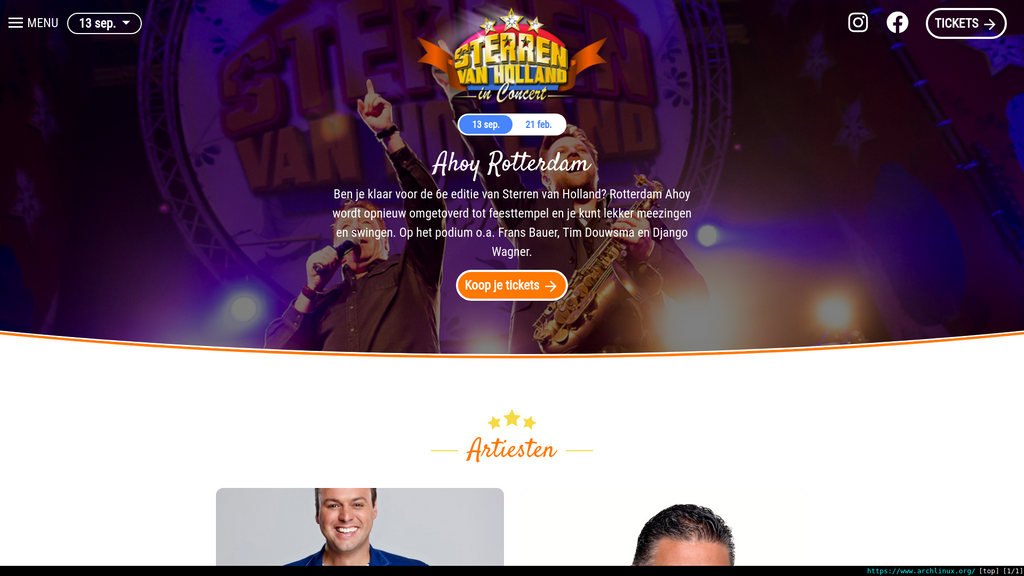 MENU
13 sep.
TICKETS
STERREN
VAN HOLLAND
in Concert
STERREN
VAN HOLLAND
13 sep.
21 feb.
Ahoy Rotterdam
Ben je klaar voor de 6e editie van Sterren van Holland? Rotterdam Ahoy
wordt opnieuw omgetoverd tot feesttempel en je kunt lekker meezingen
en swingen. Op het podium o.a. Frans Bauer, Tim Douwsma en Django
Wagner.
Koop je tickets
Artiesten
https://www.archlinux.org/ [top] [1/1]